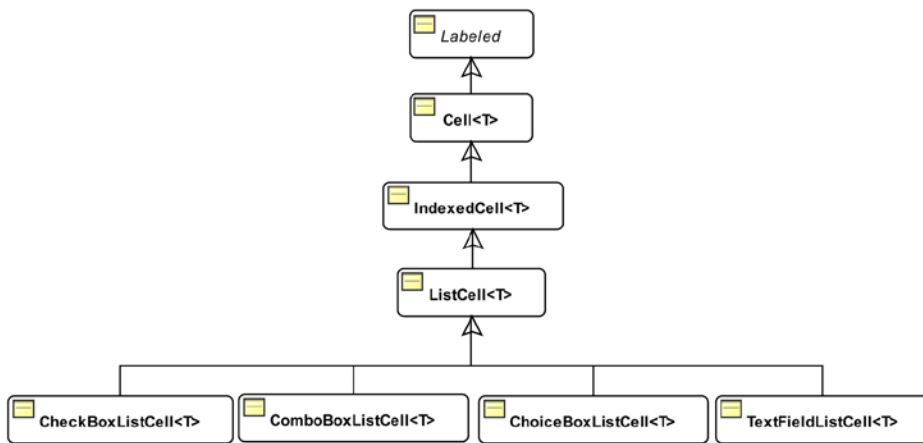 Labeled
Cell<T>
IndexedCell<T>
ListCell<T>
CheckBoxListCell<T>
ComboBoxListCell<T>
ChoiceBoxListCell<T>
TextFieldListCell<T>